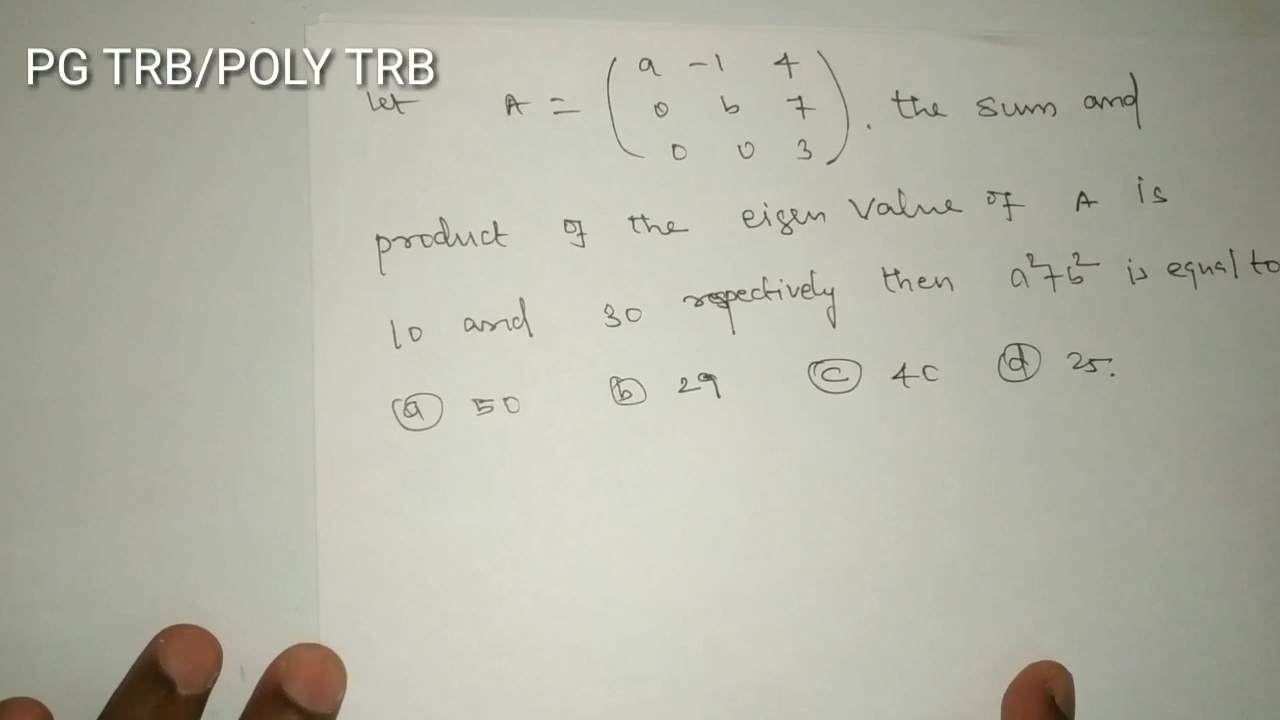 PG TRB/POLY TRB
Let A = ( a -1 4
0 b 7
0 0 3 ) . the sum and
product of the eigen value of A is
10 and 30 respectively then a²+b² is equal to
(a) 50 (b) 29 (c) 40 (d) 25.